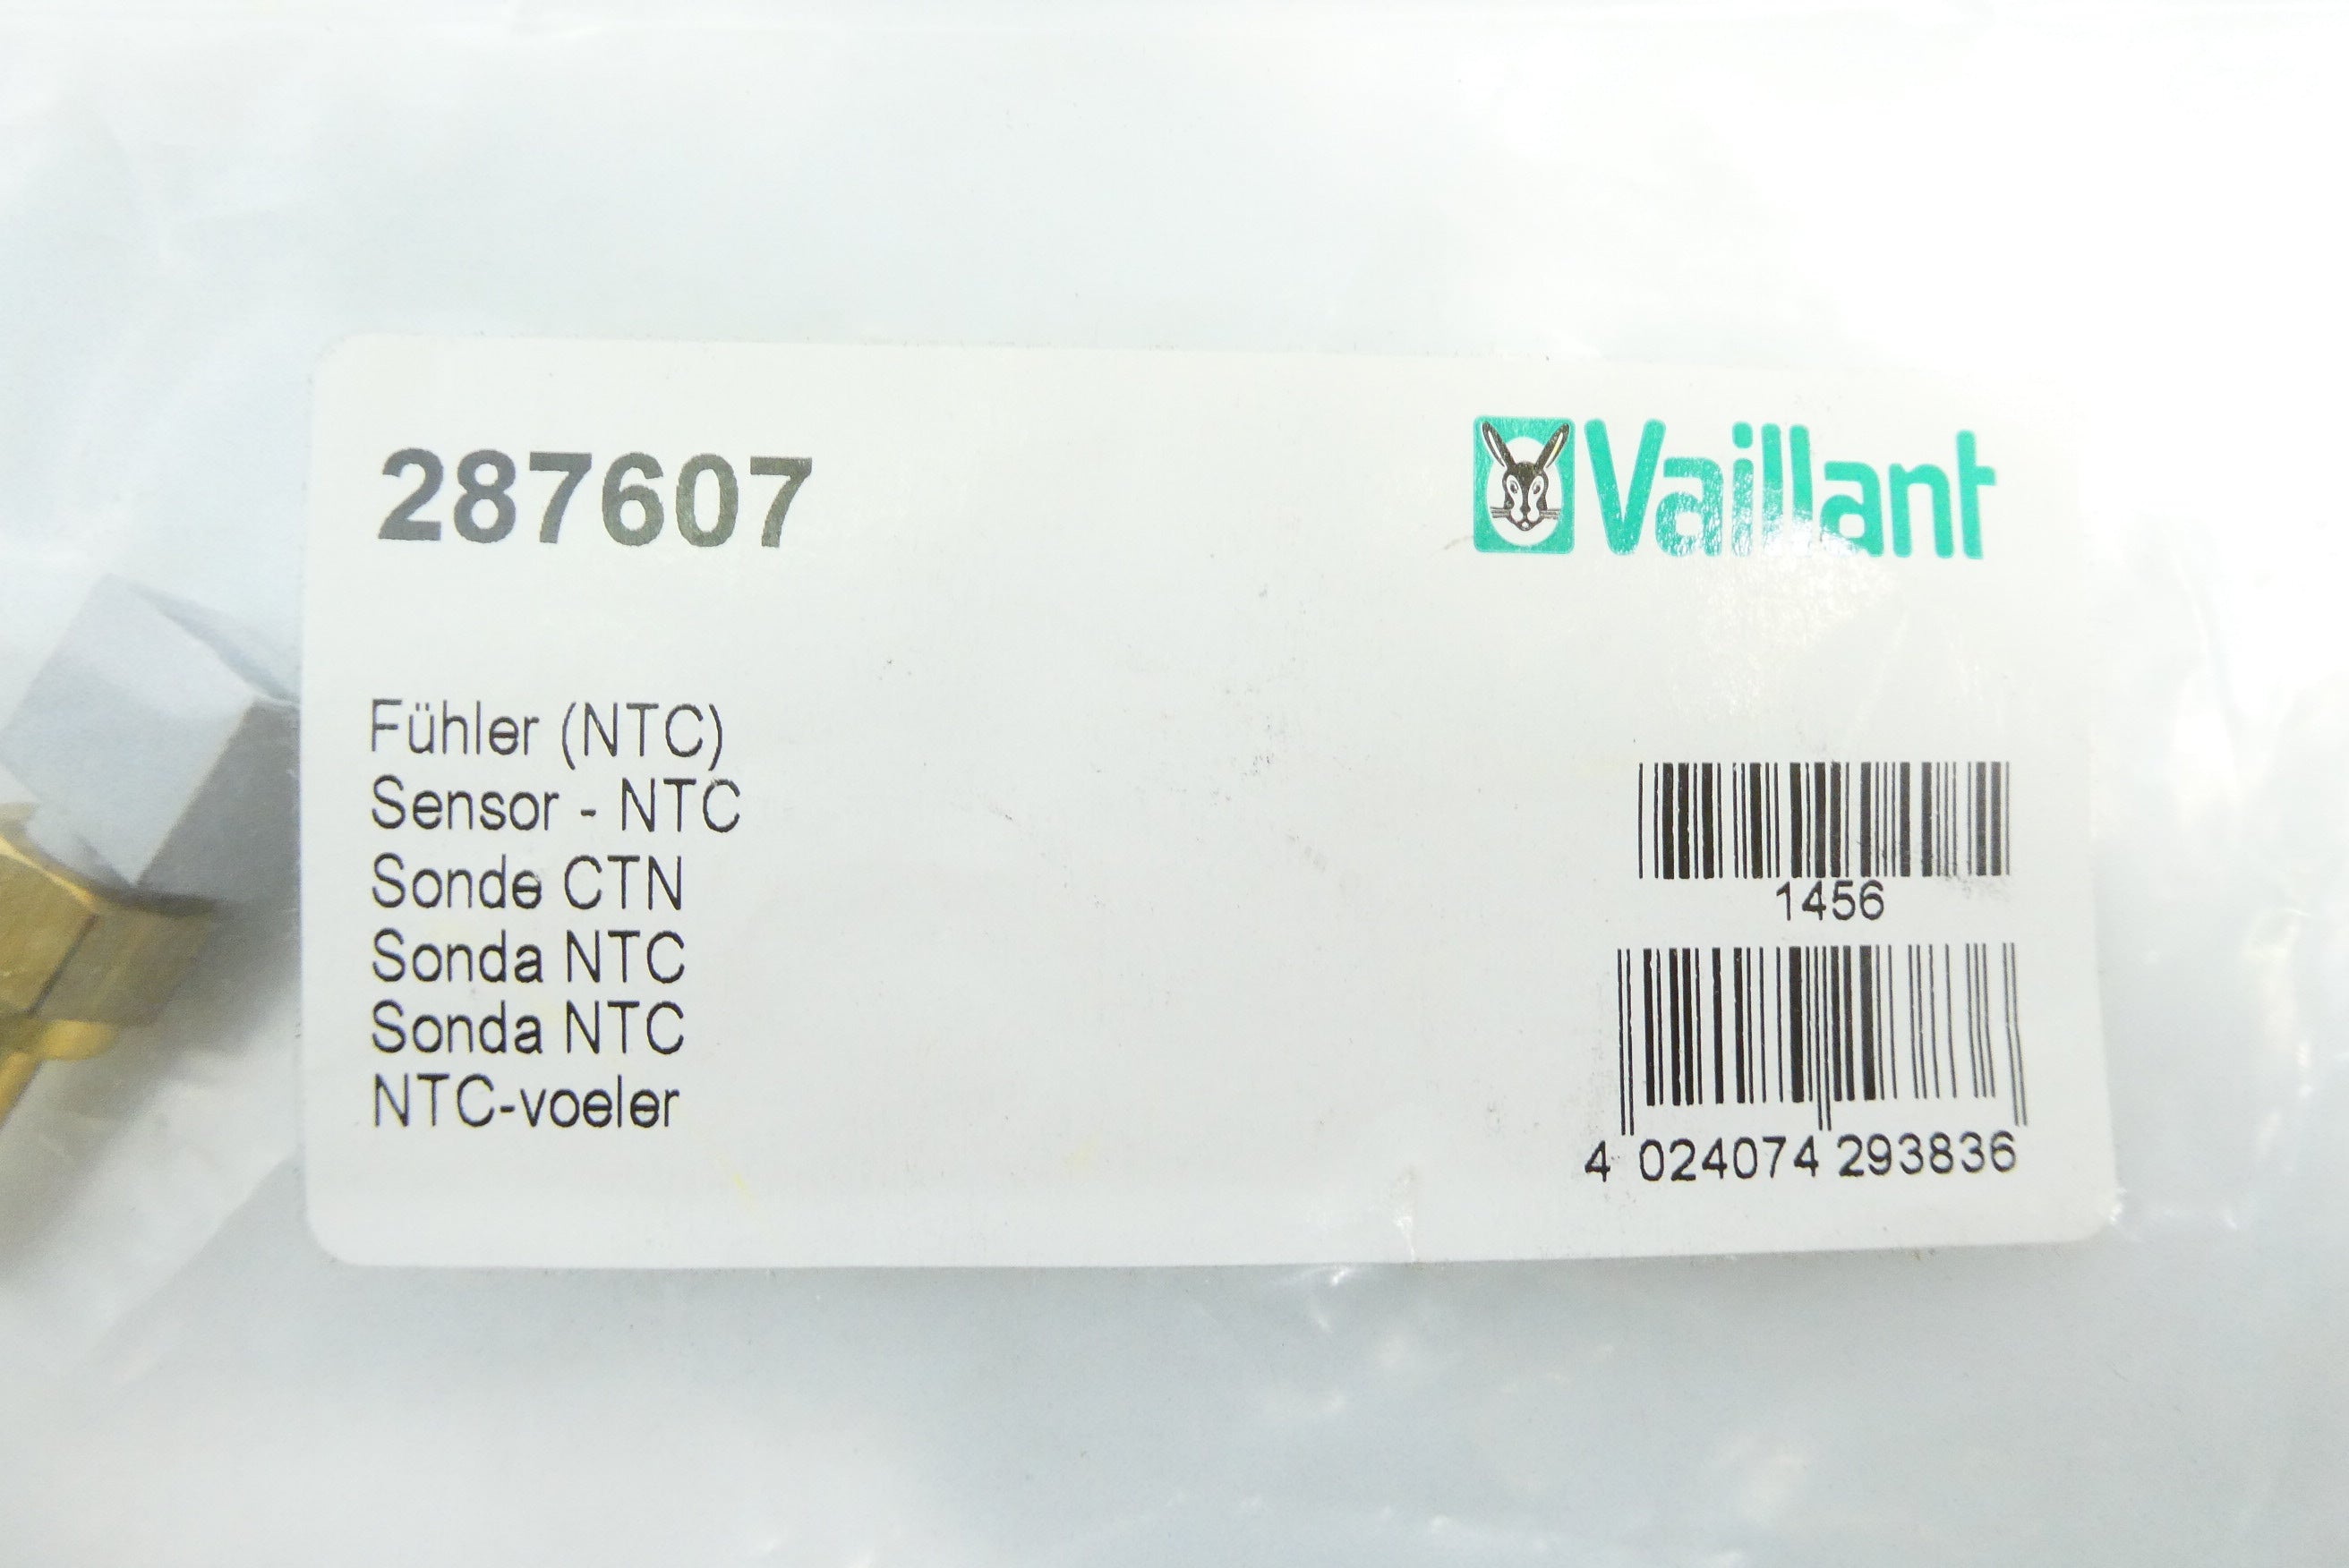 287607
Vaillant
Fühler (NTC)
Sensor - NTC
Sonde CTN
Sonda NTC
Sonda NTC
NTC-voeler
1456
4 024074 293836